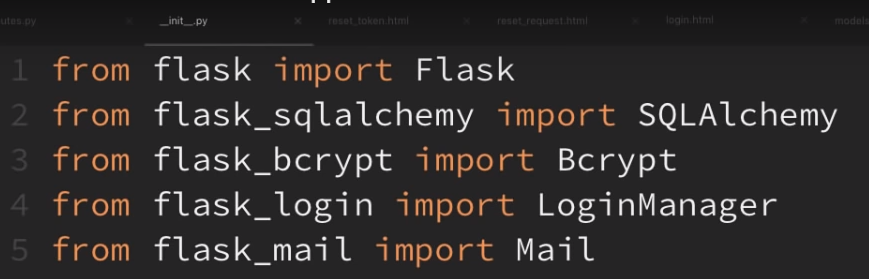 utes.py × __init__.py × reset_token.html × reset_request.html × login.html × models
1 from flask import Flask
2 from flask_sqlalchemy import SQLAlchemy
3 from flask_bcrypt import Bcrypt
4 from flask_login import LoginManager
5 from flask_mail import Mail